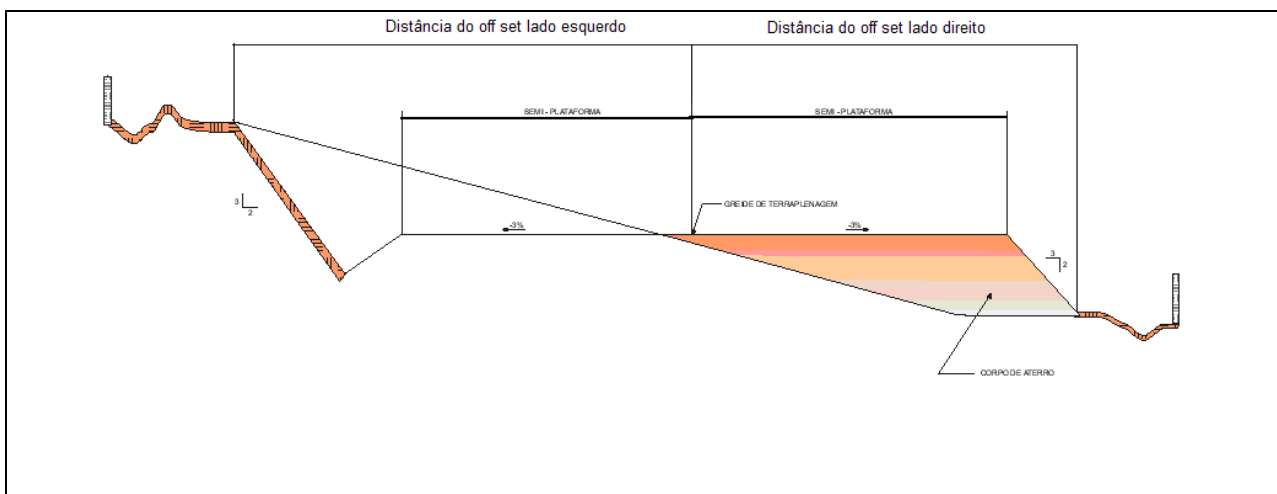 Distância do off set lado esquerdo
Distância do off set lado direito
SEMI - PLATAFORMA
SEMI - PLATAFORMA
3
2
GREIDE DE TERRAPLENAGEM
-3%
-3%
3
2
CORPO DE ATERRO